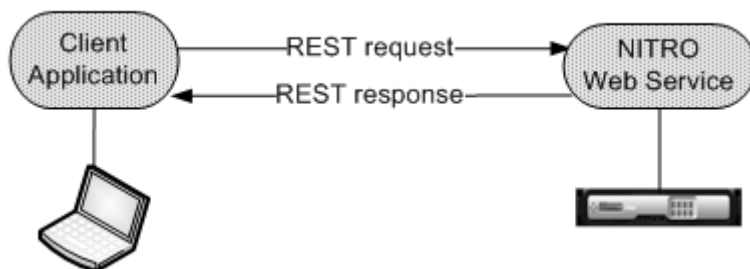 Client
Application
REST request
REST response
NITRO
Web Service